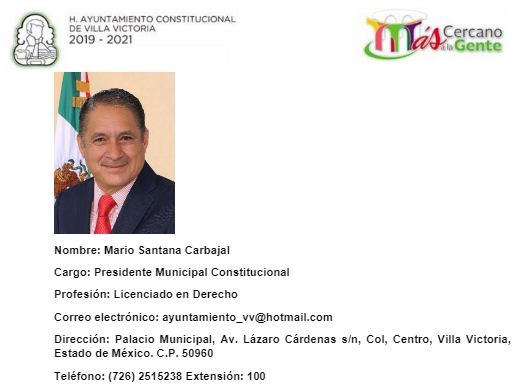 H. AYUNTAMIENTO CONSTITUCIONAL
DE VILLA VICTORIA
2019 - 2021
Más Cercano
a la Gente
Nombre: Mario Santana Carbajal
Cargo: Presidente Municipal Constitucional
Profesión: Licenciado en Derecho
Correo electrónico: ayuntamiento_vv@hotmail.com
Dirección: Palacio Municipal, Av. Lázaro Cárdenas s/n, Col, Centro, Villa Victoria,
Estado de México. C.P. 50960
Teléfono: (726) 2515238 Extensión: 100